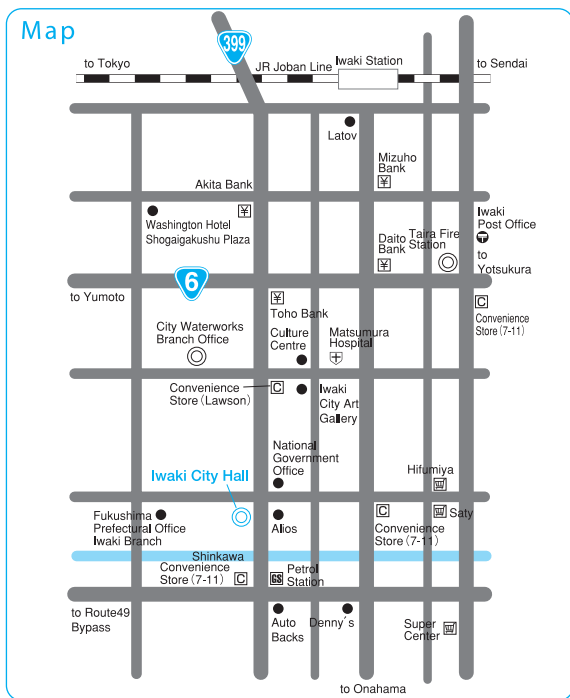 Map
399
to Tokyo
JR Joban Line
Iwaki Station
to Sendai
Latov
Mizuho
Bank
Akita Bank
Washington Hotel
Shogaigakushu Plaza
Iwaki
Post Office
Taira Fire
Station
Daito
Bank
to
Yotsukura
6
to Yumoto
Toho Bank
C
Convenience
Store (7-11)
City Waterworks
Branch Office
Culture
Centre
Matsumura
Hospital
Convenience
Store (Lawson)
C
Iwaki
City Art
Gallery
National
Government
Office
Iwaki City Hall
Hifumiya
Fukushima
Prefectural Office
Iwaki Branch
Alios
C
Convenience
Store (7-11)
Saty
Shinkawa
Convenience
Store (7-11)
C
GS
Petrol
Station
to Route49
Bypass
Auto
Backs
Denny's
Super
Center
to Onahama